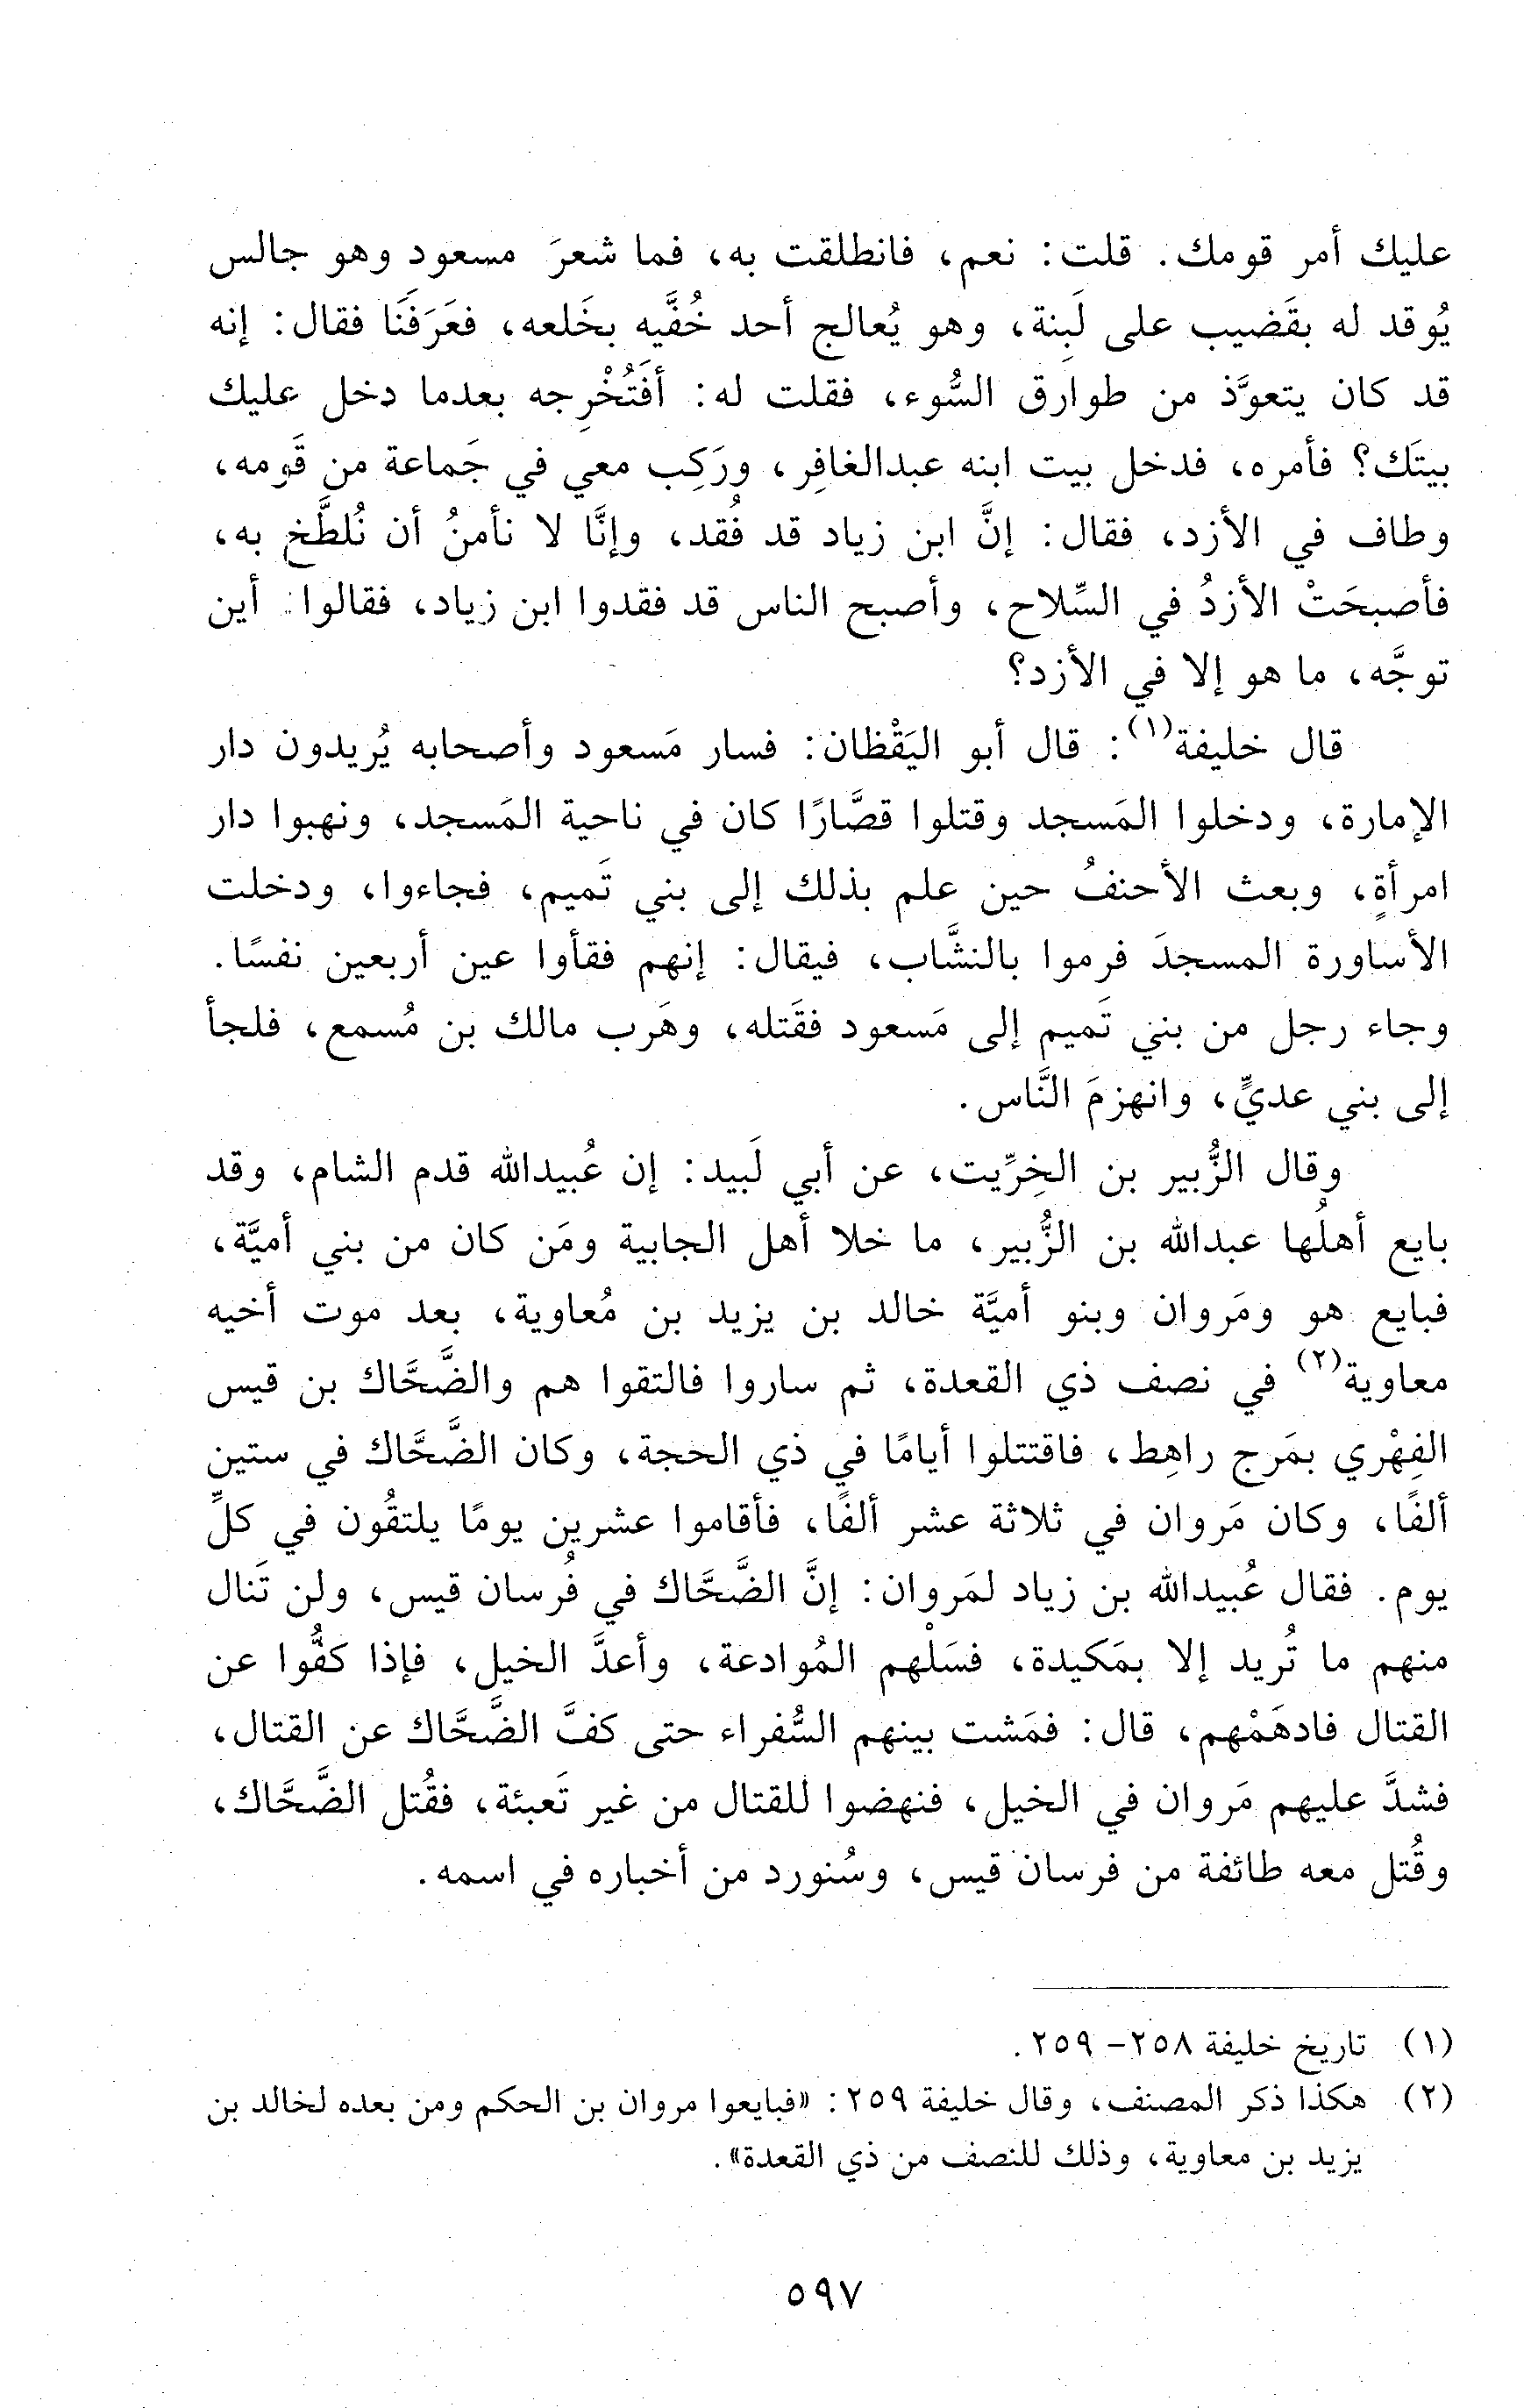 عليك أمر قومك. قلت: نعم، فانطلقت به، فما شعرَ مسعود وهو جالس
يُوقد له بقَضيب على لَبِنة، وهو يُعالج أحد خُفَّيه بخَلعه، فعَرَفَنَا فقال: إنه
قد كان يتعوَّذ من طوارق السُّوء، فقلت له: أفَتُخْرِجه بعدما دخل عليك
بيتَك؟ فأمره، فدخل بيت ابنه عبدالغافِر، ورَكِب معي في جَماعة من قَومه،
وطاف في الأزد، فقال: إنَّ ابن زياد قد فُقد، وإنَّا لا نأمنُ أن نُلطَّخ به،
فأصبحَتْ الأزدُ في السِّلاح، وأصبح الناس قد فقدوا ابن زياد، فقالوا: أين
توجَّه، ما هو إلا في الأزد؟
قال خليفة(١): قال أبو اليَقْظان: فسار مَسعود وأصحابه يُريدون دار
الإمارة، ودخلوا المَسجد وقتلوا قصَّارًا كان في ناحية المَسجد، ونهبوا دار
امرأةٍ، وبعث الأحنفُ حين علم بذلك إلى بني تَميم، فجاءوا، ودخلت
الأساورة المسجدَ فرموا بالنشَّاب، فيقال: إنهم فقأوا عين أربعين نفسًا.
وجاء رجل من بني تَميم إلى مَسعود فقَتله، وهَرب مالك بن مُسمع، فلجأ
إلى بني عديٍّ، وانهزمَ النَّاس.
وقال الزُّبير بن الخِرِّيت، عن أبي لَبيد: إن عُبيدالله قدم الشام، وقد
بايع أهلُها عبدالله بن الزُّبير، ما خلا أهل الجابية ومَن كان من بني أميَّة،
فبايع هو ومَروان وبنو أميَّة خالد بن يزيد بن مُعاوية، بعد موت أخيه
معاوية(٢) في نصف ذي القعدة، ثم ساروا فالتقوا هم والضَّحَّاك بن قيس
الفِهْري بمَرج راهِط، فاقتتلوا أيامًا في ذي الحجة، وكان الضَّحَّاك في ستين
ألفًا، وكان مَروان في ثلاثة عشر ألفًا، فأقاموا عشرين يومًا يلتقُون في كلِّ
يوم. فقال عُبيدالله بن زياد لمَروان: إنَّ الضَّحَّاك في فُرسان قيس، ولن تَنال
منهم ما تُريد إلا بمَكيدة، فسَلْهم المُوادعة، وأعدَّ الخيل، فإذا كفُّوا عن
القتال فادهَمْهم، قال: فمَشت بينهم السُّفراء حتى كفَّ الضَّحَّاك عن القتال،
فشدَّ عليهم مَروان في الخيل، فنهضوا للقتال من غير تَعبئة، فقُتل الضَّحَّاك،
وقُتل معه طائفة من فرسان قيس، وسُنورد من أخباره في اسمه.
(١) تاريخ خليفة ٢٥٨- ٢٥٩.
(٢) هكذا ذكر المصنف، وقال خليفة ٢٥٩: «فبايعوا مروان بن الحكم ومن بعده لخالد بن
يزيد بن معاوية، وذلك للنصف من ذي القعدة».
٥٩٧